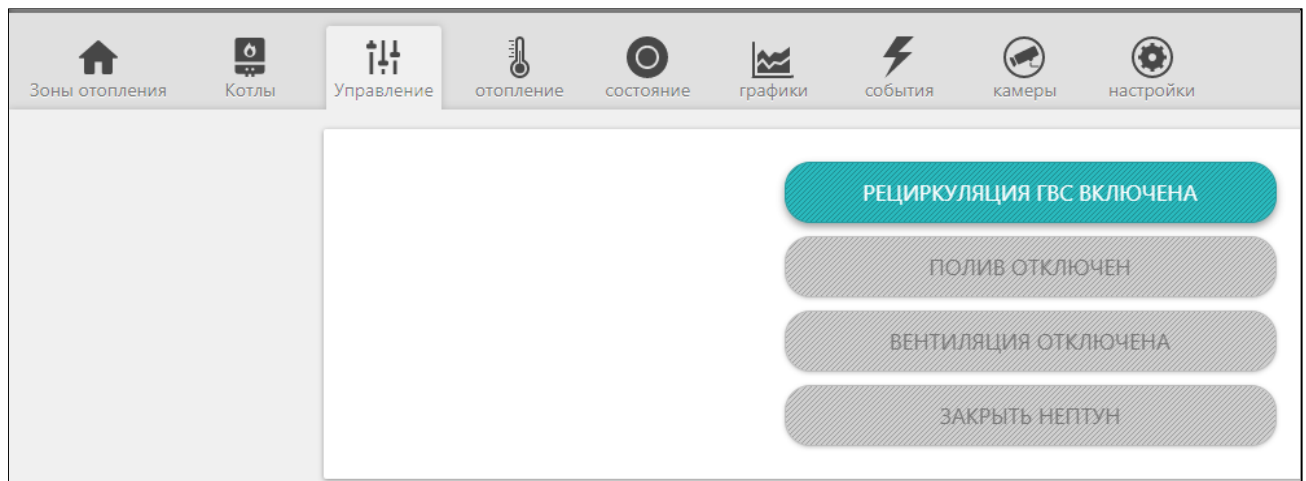 Зоны отопления
Котлы
Управление
отопление
состояние
графики
события
камеры
настройки
РЕЦИРКУЛЯЦИЯ ГВС ВКЛЮЧЕНА
ПОЛИВ ОТКЛЮЧЕН
ВЕНТИЛЯЦИЯ ОТКЛЮЧЕНА
ЗАКРЫТЬ НЕПТУН